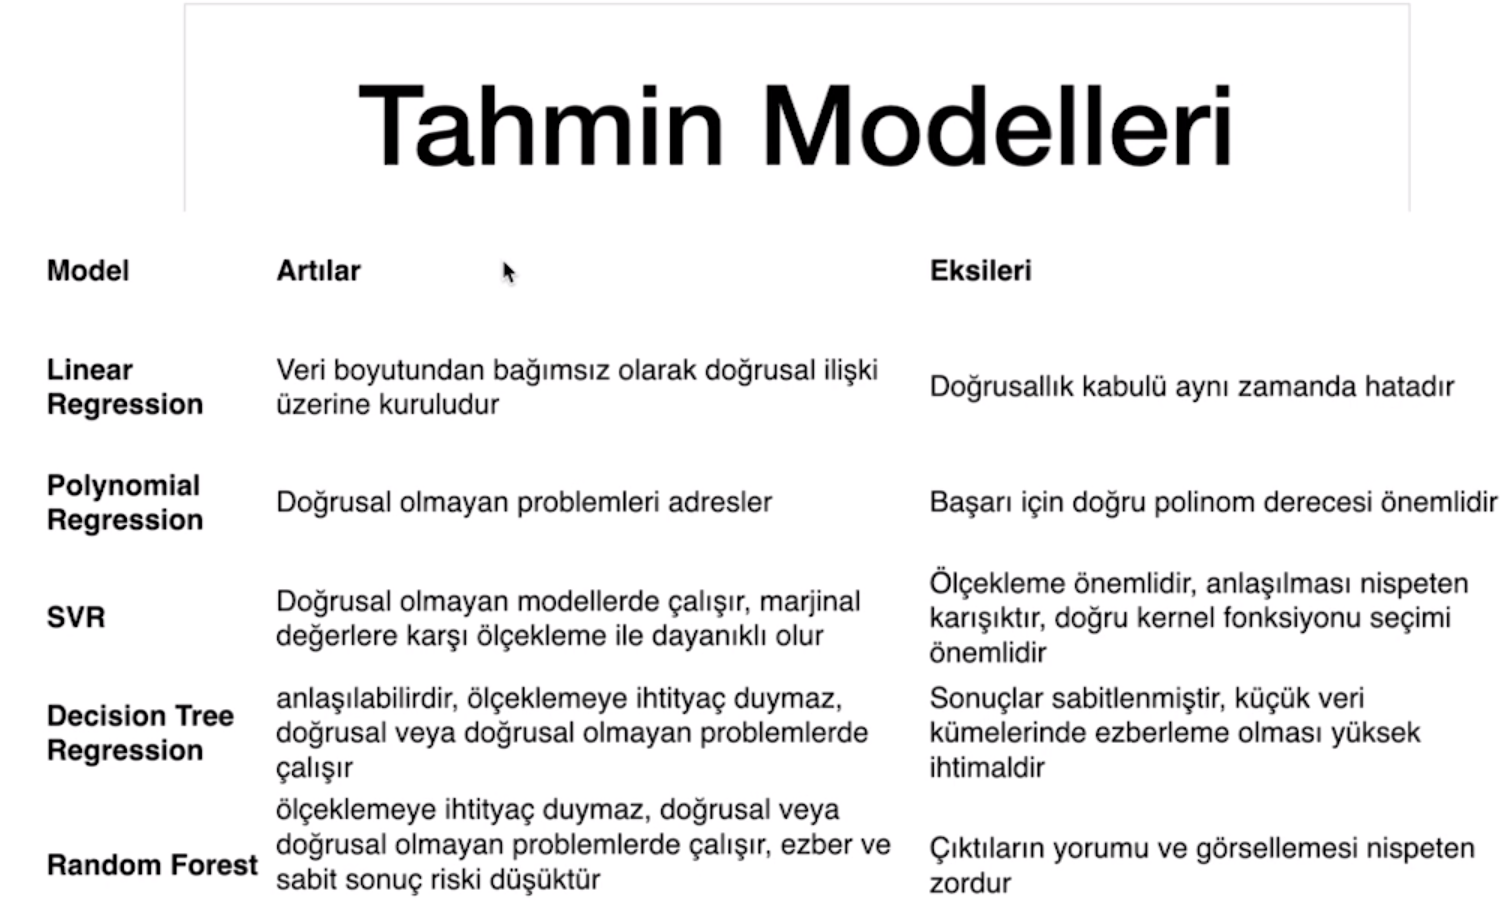 Tahmin Modelleri
Model Artılar Eksileri
Linear Regression
Veri boyutundan bağımsız olarak doğrusal ilişki
üzerine kuruludur
Doğrusallık kabulü aynı zamanda hatadır
Polynomial
Regression
Doğrusal olmayan problemleri adresler
Başarı için doğru polinom derecesi önemlidir
SVR
Doğrusal olmayan modellerde çalışır, marjinal
değerlere karşı ölçekleme ile dayanıklı olur
Ölçekleme önemlidir, anlaşılması nispeten
karışıktır, doğru kernel fonksiyonu seçimi
önemlidir
Decision Tree
Regression
anlaşılabilirdir, ölçeklemeye ihtityaç duymaz,
doğrusal veya doğrusal olmayan problemlerde
çalışır
Sonuçlar sabitlenmiştir, küçük veri
kümelerinde ezberleme olması yüksek
ihtimaldir
Random Forest
ölçeklemeye ihtityaç duymaz, doğrusal veya
doğrusal olmayan problemlerde çalışır, ezber ve
sabit sonuç riski düşüktür
Çıktıların yorumu ve görsellemesi nispeten
zordur